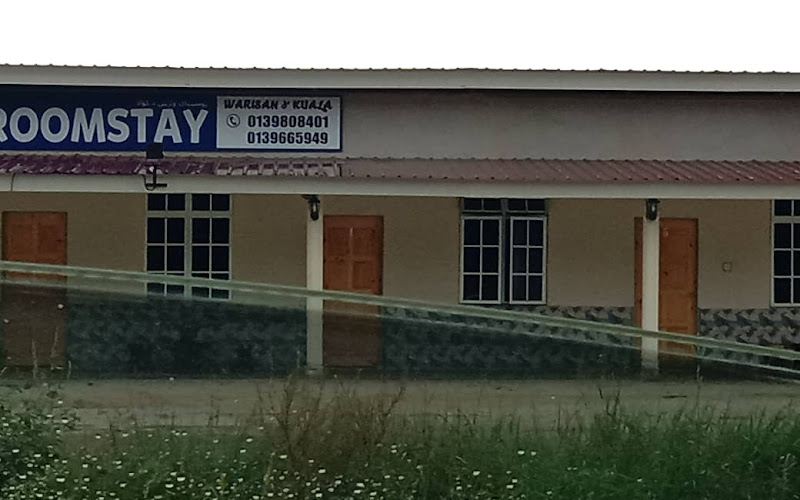 ROOMSTAY
WARISAN D' KUALA
0139808401
0139665949